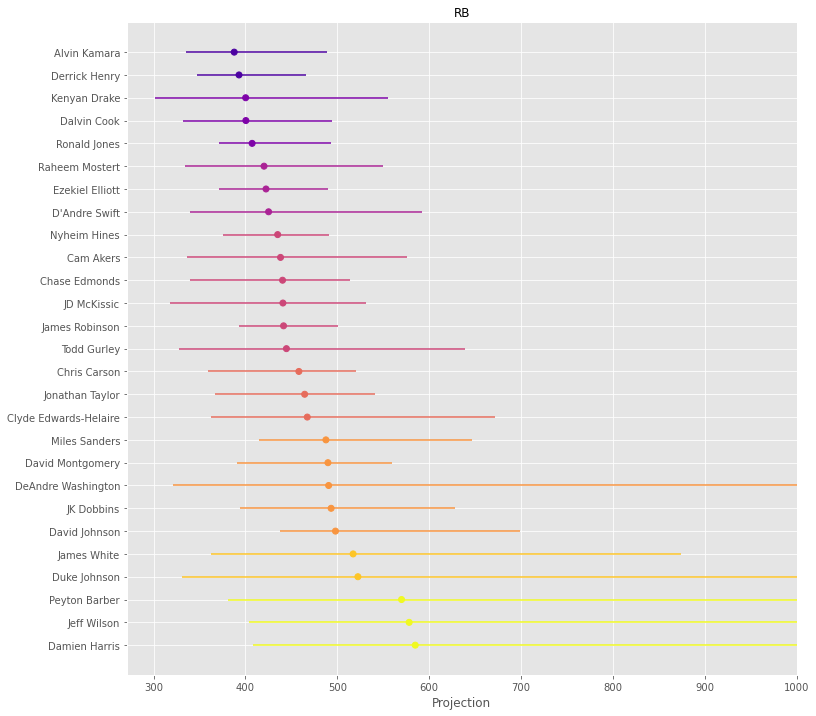 RB
Alvin Kamara
Derrick Henry
Kenyan Drake
Dalvin Cook
Ronald Jones
Raheem Mostert
Ezekiel Elliott
D'Andre Swift
Nyheim Hines
Cam Akers
Chase Edmonds
JD McKissic
James Robinson
Todd Gurley
Chris Carson
Jonathan Taylor
Clyde Edwards-Helaire
Miles Sanders
David Montgomery
DeAndre Washington
JK Dobbins
David Johnson
James White
Duke Johnson
Peyton Barber
Jeff Wilson
Damien Harris
300 400 500 600 700 800 900 1000
Projection